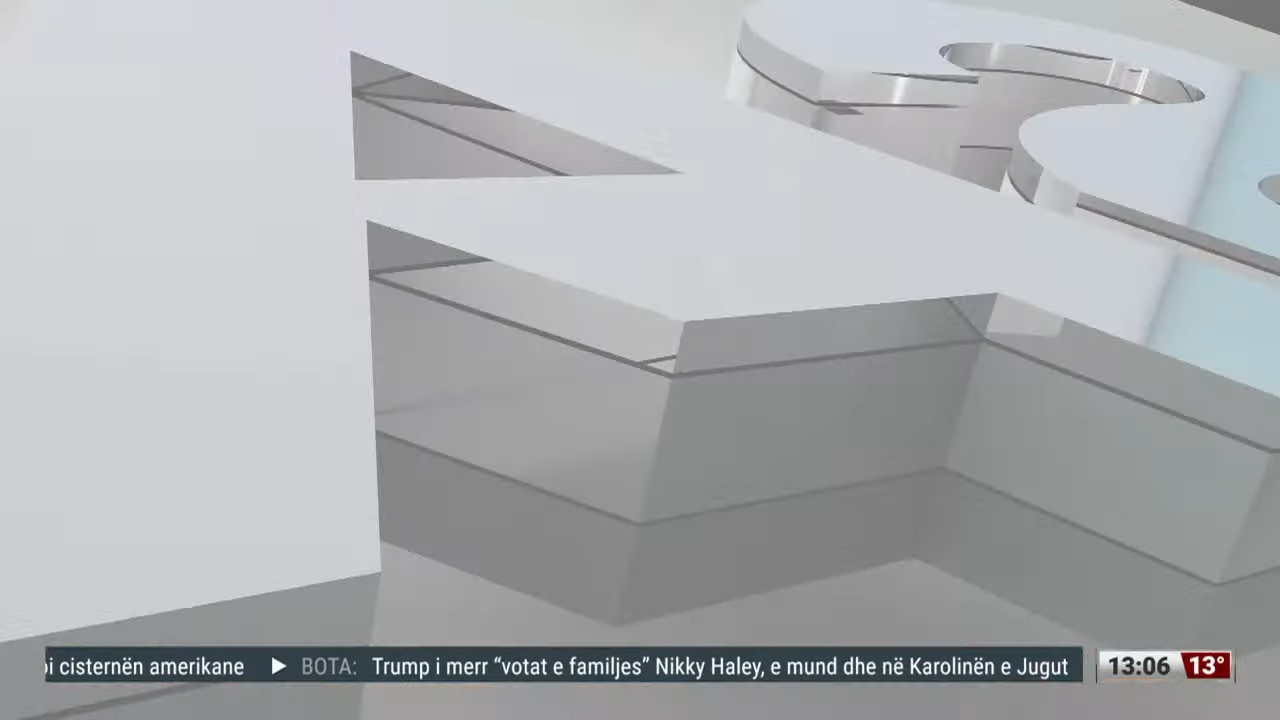 cisternën amerikane ▶ BOTA: Trump i merr “votat e familjes” Nikky Haley, e mund dhe në Karolinën e Jugut 13:06 13°